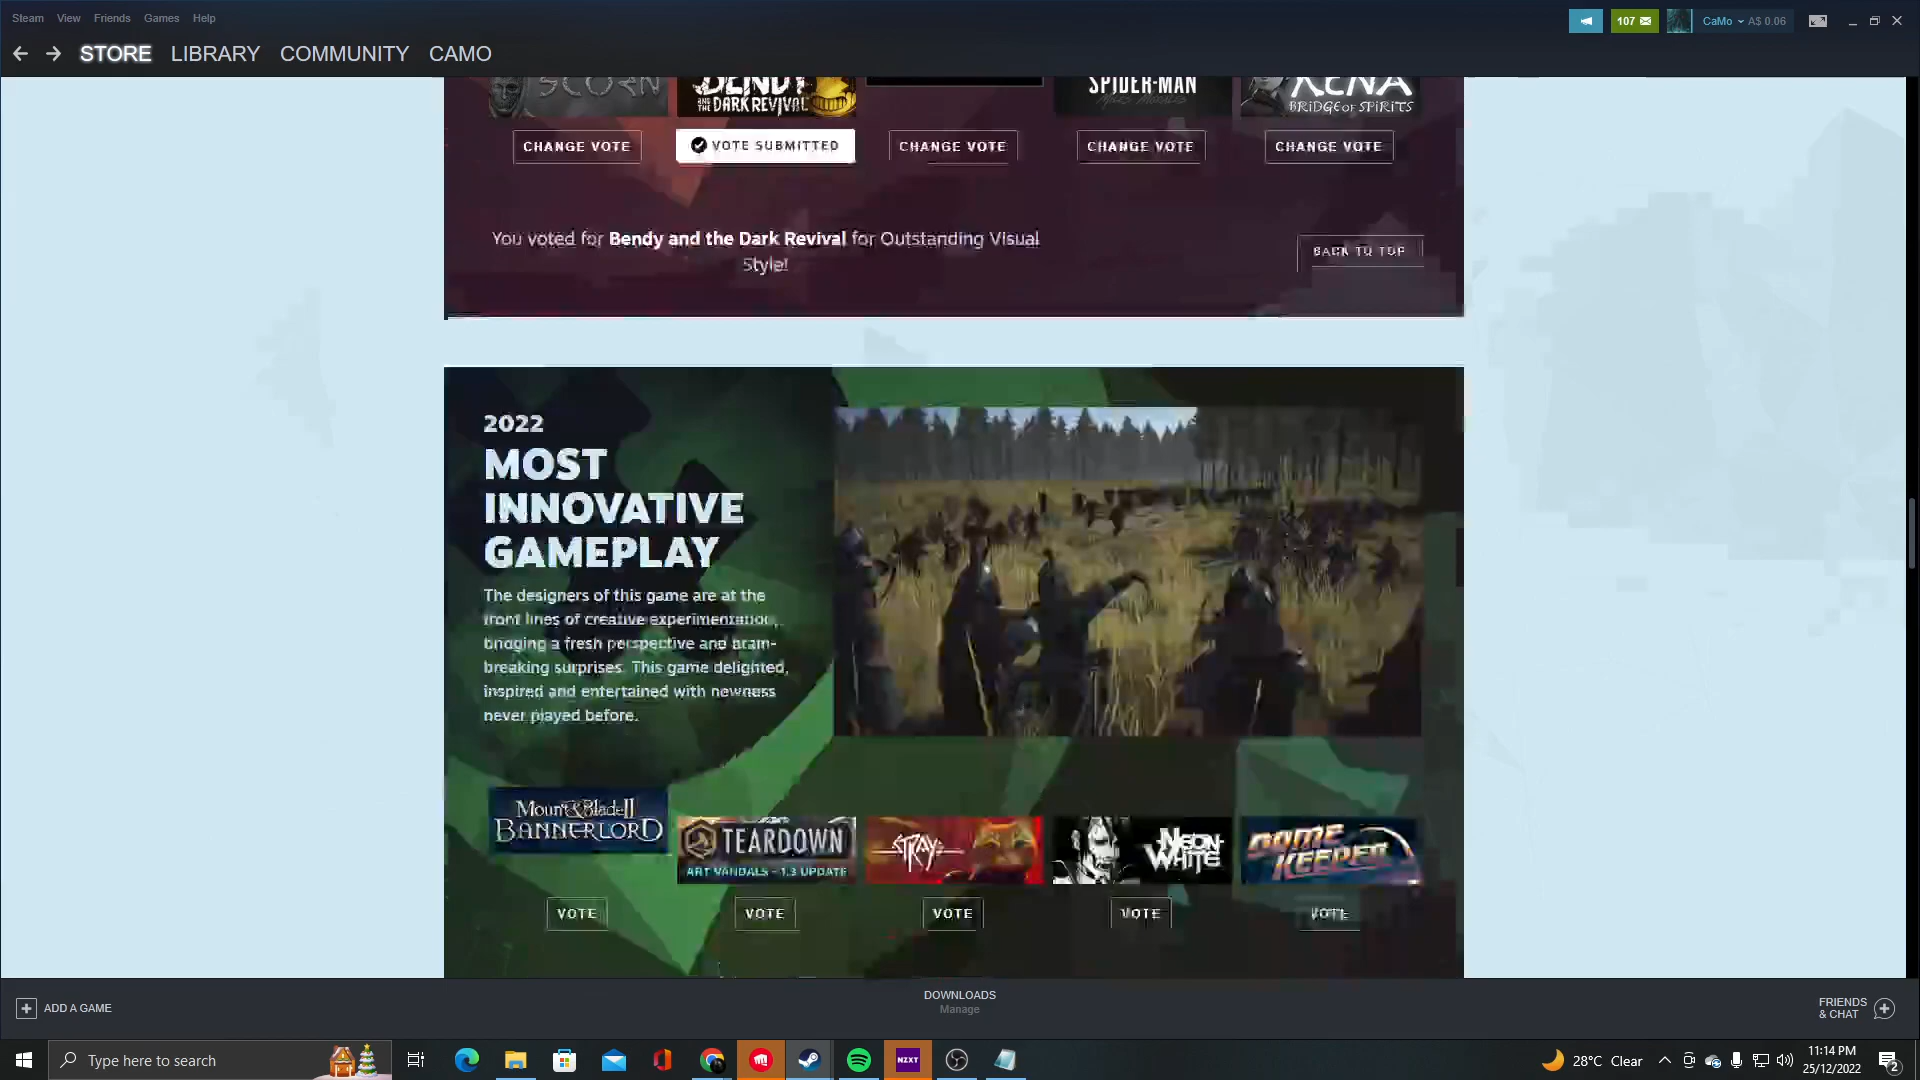 Steam View Friends Games Help
107
CaMo A$ 0.06
STORE LIBRARY COMMUNITY CAMO
SCORN
BENDY AND THE DARK REVIVAL
SPIDER-MAN
MILES MORALES
KENA
BRIDGE OF SPIRITS
CHANGE VOTE
VOTE SUBMITTED
CHANGE VOTE
CHANGE VOTE
CHANGE VOTE
You voted for Bendy and the Dark Revival for Outstanding Visual
Style!
BACK TO TOP
2022
MOST
INNOVATIVE
GAMEPLAY
The designers of this game are at the
front lines of creative experimentation,
bringing a fresh perspective and brain-
breaking surprises. This game delighted,
inspired and entertained with newness
never played before.
Mount & Blade II
BANNERLORD
TEARDOWN
ART VANDALS - 1.3 UPDATE
STRAY
NEON
WHITE
DOME
KEEPER
VOTE
VOTE
VOTE
VOTE
VOTE
ADD A GAME
DOWNLOADS
Manage
FRIENDS
& CHAT
Type here to search
NZXT
28°C Clear
11:14 PM
25/12/2022
2